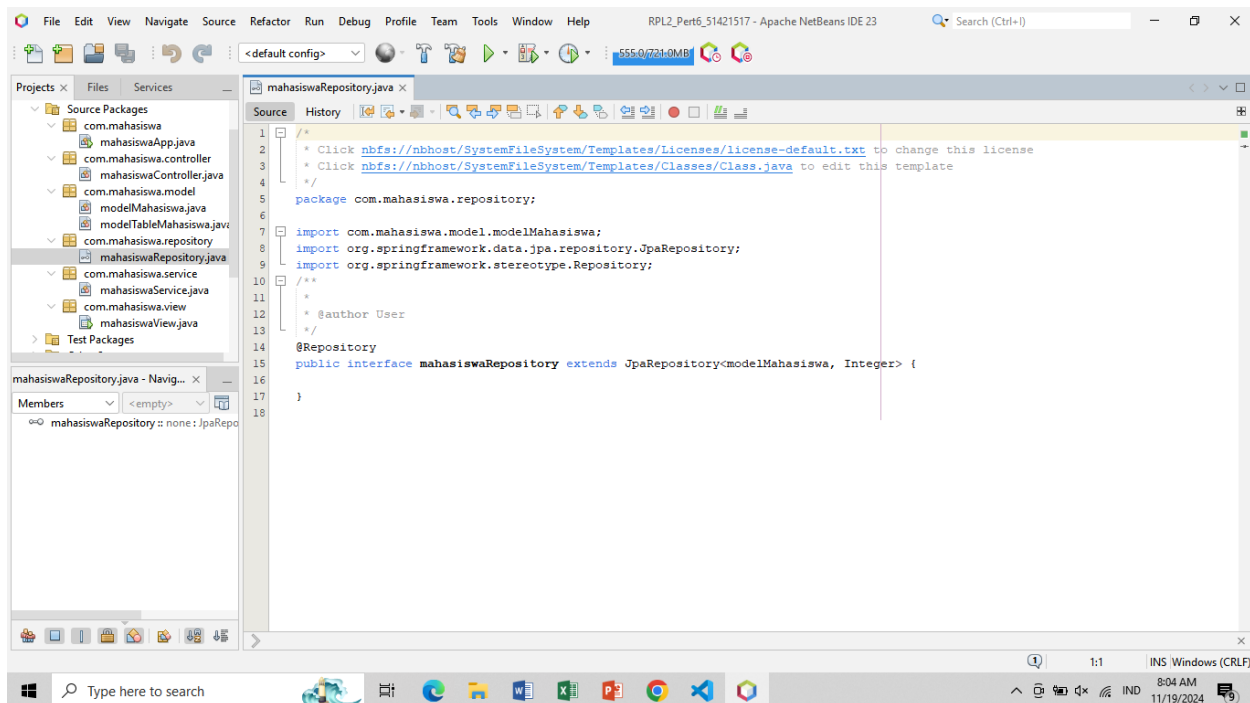 File Edit View Navigate Source Refactor Run Debug Profile Team Tools Window Help RPL2_Pert6_51421517 - Apache NetBeans IDE 23 Search (Ctrl+I)
<default config> 555.0/721.0MB
Projects Files Services
Source Packages
com.mahasiswa
mahasiswaApp.java
com.mahasiswa.controller
mahasiswaController.java
com.mahasiswa.model
modelMahasiswa.java
modelTableMahasiswa.java
com.mahasiswa.repository
mahasiswaRepository.java
com.mahasiswa.service
mahasiswaService.java
com.mahasiswa.view
mahasiswaView.java
Test Packages
mahasiswaRepository.java - Navig...
Members <empty>
mahasiswaRepository :: none : JpaRepo
mahasiswaRepository.java
Source History
1 /*
2 * Click nbfs://nbhost/SystemFileSystem/Templates/Licenses/license-default.txt to change this license
3 * Click nbfs://nbhost/SystemFileSystem/Templates/Classes/Class.java to edit this template
4 */
5 package com.mahasiswa.repository;
6
7 import com.mahasiswa.model.modelMahasiswa;
8 import org.springframework.data.jpa.repository.JpaRepository;
9 import org.springframework.stereotype.Repository;
10 /**
11 *
12 * @author User
13 */
14 @Repository
15 public interface mahasiswaRepository extends JpaRepository<modelMahasiswa, Integer> {
16
17 }
18
1 1:1 INS Windows (CRLF)
Type here to search
IND 8:04 AM
11/19/2024 9